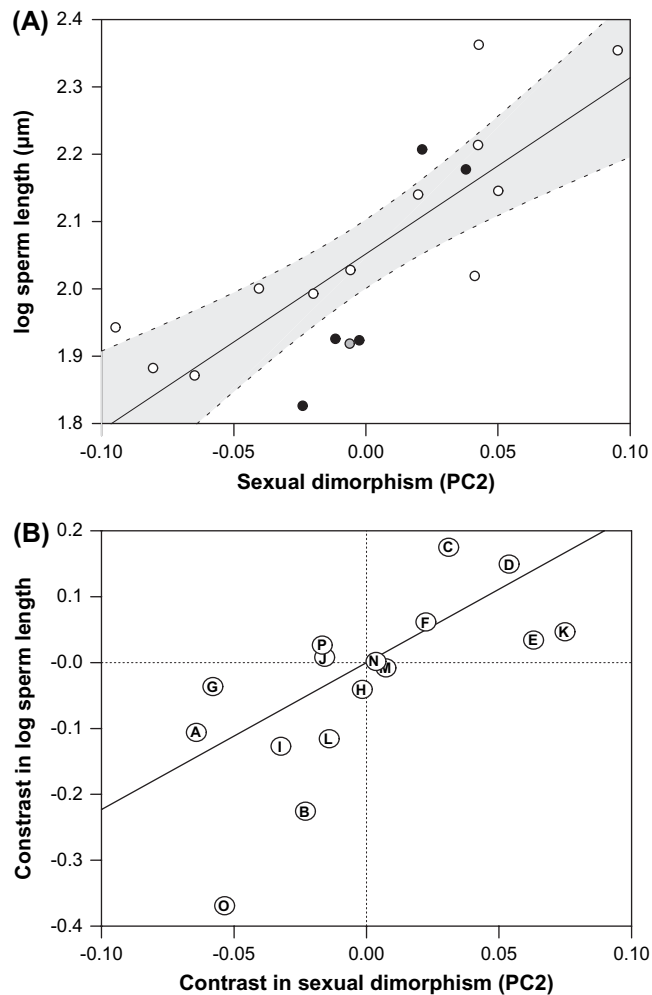 (A)
2.4
2.3
2.2
2.1
2.0
1.9
1.8
log sperm length (µm)
-0.10 -0.05 0.00 0.05 0.10
Sexual dimorphism (PC2)
(B)
0.2
0.1
-0.0
-0.1
-0.2
-0.3
-0.4
Constrast in log sperm length
C
D
F
E K
P
J
N M
G
H
A
I L
B
O
-0.10 -0.05 0.00 0.05 0.10
Contrast in sexual dimorphism (PC2)